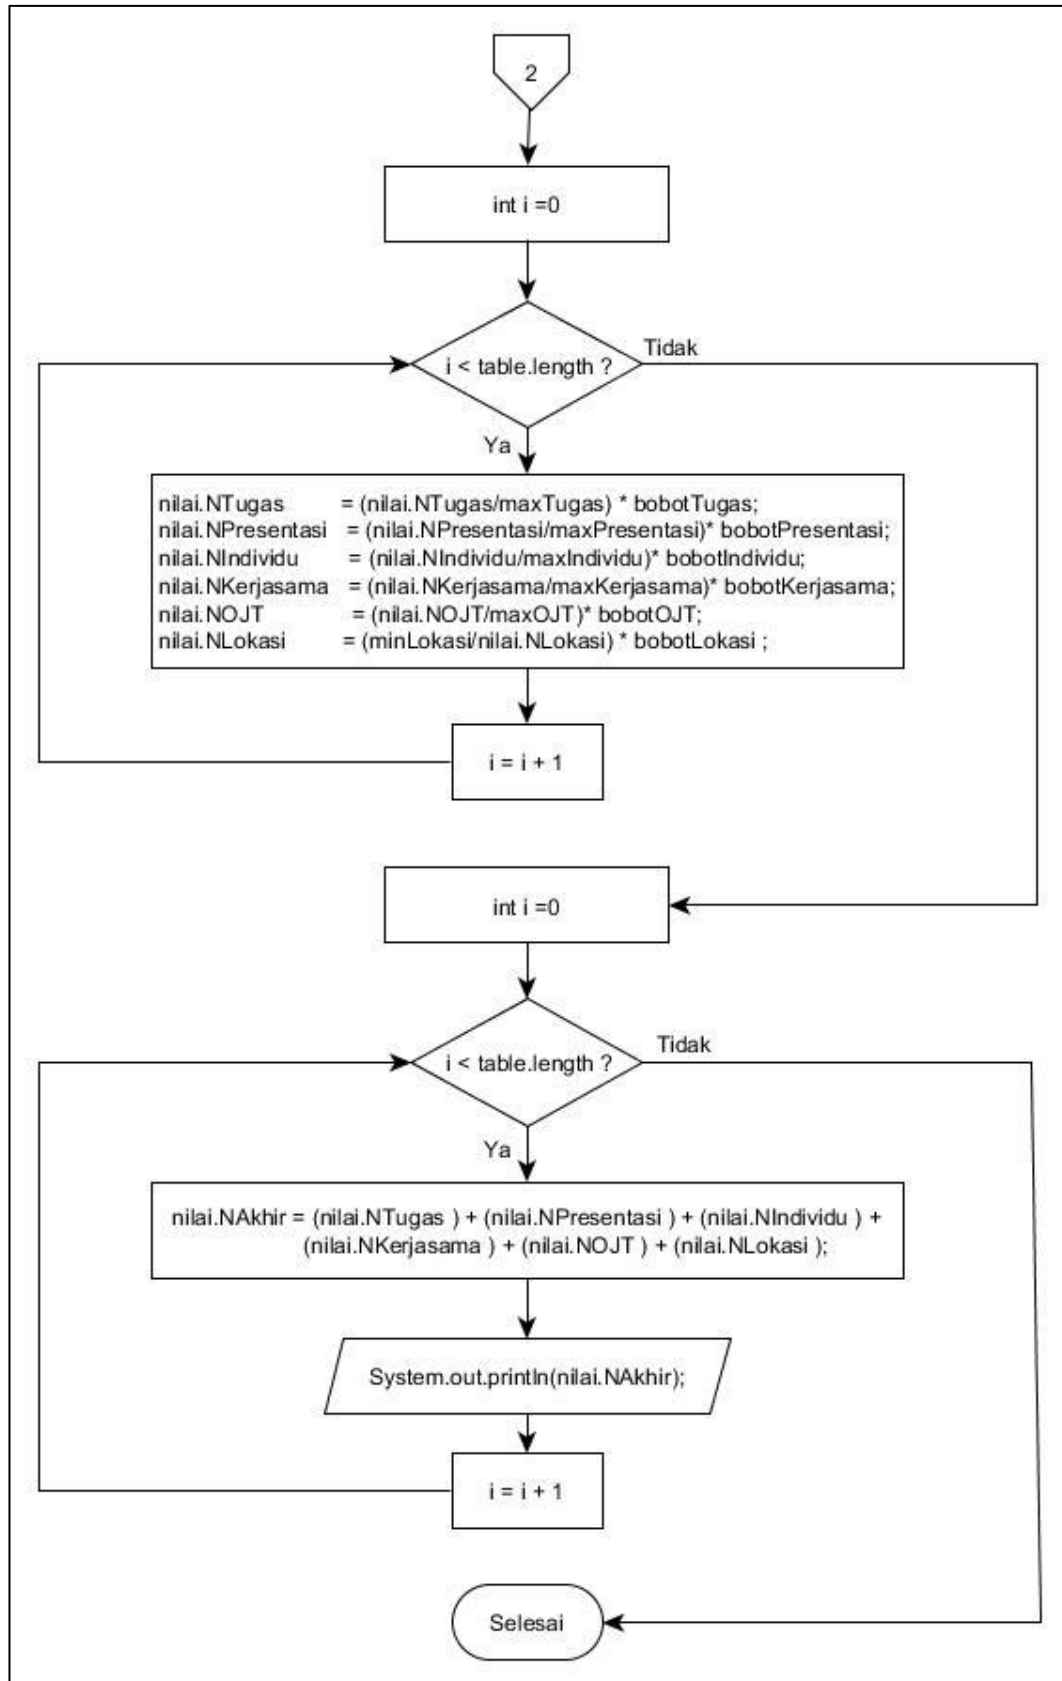 2
int i =0
i < table.length ?
Tidak
Ya
nilai.NTugas = (nilai.NTugas/maxTugas) * bobotTugas;
nilai.NPresentasi = (nilai.NPresentasi/maxPresentasi)* bobotPresentasi;
nilai.NIndividu = (nilai.NIndividu/maxIndividu)* bobotIndividu;
nilai.NKerjasama = (nilai.NKerjasama/maxKerjasama)* bobotKerjasama;
nilai.NOJT = (nilai.NOJT/maxOJT)* bobotOJT;
nilai.NLokasi = (minLokasi/nilai.NLokasi) * bobotLokasi ;
i = i + 1
int i =0
i < table.length ?
Tidak
Ya
nilai.NAkhir = (nilai.NTugas ) + (nilai.NPresentasi ) + (nilai.NIndividu ) +
(nilai.NKerjasama ) + (nilai.NOJT ) + (nilai.NLokasi );
System.out.println(nilai.NAkhir);
i = i + 1
Selesai